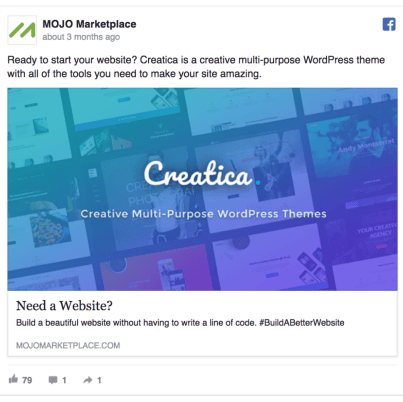 MOJO Marketplace
about 3 months ago
Ready to start your website? Creatica is a creative multi-purpose WordPress theme
with all of the tools you need to make your site amazing.
Creatica.
Creative Multi-Purpose WordPress Themes
Need a Website?
Build a beautiful website without having to write a line of code. #BuildABetterWebsite
MOJOMARKETPLACE.COM
79 1 1